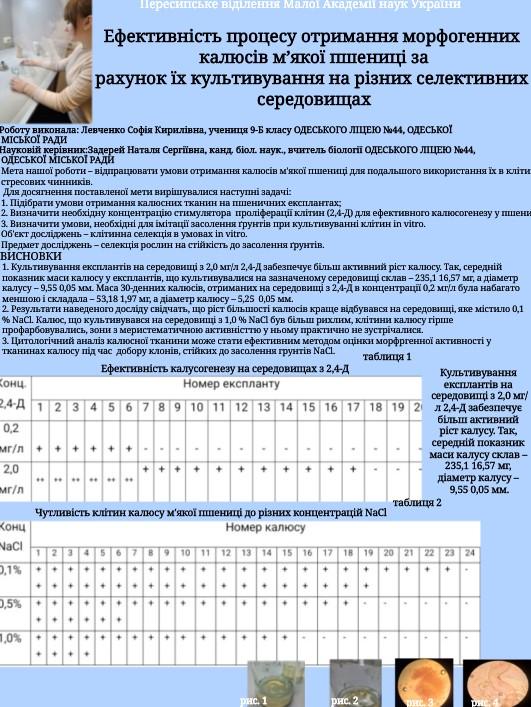 Пересипське відділення Малої Академії наук України
Ефективність процесу отримання морфогенних
калюсів м’якої пшениці за
рахунок їх культивування на різних селективних
середовищах
Роботу виконала: Левченко Софія Кирилівна, учениця 9-Б класу ОДЕСЬКОГО ЛІЦЕЮ №44, ОДЕСЬКОЇ
МІСЬКОЇ РАДИ
Науковій керівник:Задерей Наталя Сергіївна, канд. біол. наук., вчитель біології ОДЕСЬКОГО ЛІЦЕЮ №44,
ОДЕСЬКОЇ МІСЬКОЇ РАДИ
Мета нашої роботи – відпрацювати умови отримання калюсів м'якої пшениці для подальшого використання їх в кліти
стресових чинників.
Для досягнення поставленої мети вирішувалися наступні задачі:
1. Підібрати умови отримання калюсних тканин на пшеничних експлантах;
2. Визначити необхідну концентрацію стимулятора проліферації клітин (2,4-Д) для ефективного калюсогенезу у пшени
3. Визначити умови, необхідні для імітації засолення ґрунтів при культивуванні клітин in vitro.
Об'єкт досліджень – клітинна селекція в умовах in vitro.
Предмет досліджень – селекція рослин на стійкість до засолення ґрунтів.
ВИСНОВКИ
1. Культивування експлантів на середовищі з 2,0 мг/л 2,4-Д забезпечує більш активний ріст калюсу. Так, середній
показник маси калюсу у експлантів, що культивувалися на зазначеному середовищі склав – 235,1 16,57 мг, а діаметр
калусу – 9,55 0,05 мм. Маса 30-денних калюсів, отриманих на середовищі з 2,4-Д в концентрації 0,2 мг/л була набагато
меншою і складала – 53,18 1,97 мг, а діаметр калюсу – 5,25 0,05 мм.
2. Результати наведеного досліду свідчать, що ріст більшості калюсів краще відбувався на середовищі, яке містило 0,1
% NaCl. Калюс, що культивувався на середовищі з 1,0 % NaCl був більш рихлим, клітини калюсу гірше
профарбовувались, зони з меристематичною активністтю у ньому практично не зустрічалися.
3. Цитологічний аналіз калюсної тканини може стати ефективним методом оцінки морфргенної активності у
тканинах калюсу під час добору клонів, стійких до засолення грунтів NaCl.
таблиця 1
Ефективність калусогенезу на середовищах з 2,4-Д
Конц. Номер експланту
2,4-Д 1 2 3 4 5 6 7 8 9 10 11 12 13 14 15 16 17 18 19
0,2
мг/л + + + + + + - - - - - - - - - - - - - -
2,0 + + + + + + + + + + + - - -
мг/л ++ ++ ++ ++ ++ ++
Культивування
експлантів на
середовищі з 2,0 мг/
л 2,4-Д забезпечує
більш активний
ріст калусу. Так,
середній показник
маси калусу склав –
235,1 16,57 мг,
діаметр калусу –
9,55 0,05 мм.
таблиця 2
Чутливість клітин калюсу м'якої пшениці до різних концентрацій NaCl
Конц Номер калюсу
NaCl 1 2 3 4 5 6 7 8 9 10 11 12 13 14 15 16 17 18 19 20 21 22 23 24
0,1% + + + + + + + + + + + + + + + + + + + + + + + -
+ + + + + + + + + + + + + + + + + + +
0,5% + + + + + + + + + + + + + + + + + - - - - - - -
+ + + + + +
1,0% + + + + + + + + + + + + + + - - - - - - - - - -
+ + + +
рис. 1 рис. 2 рис. 3 рис. 4